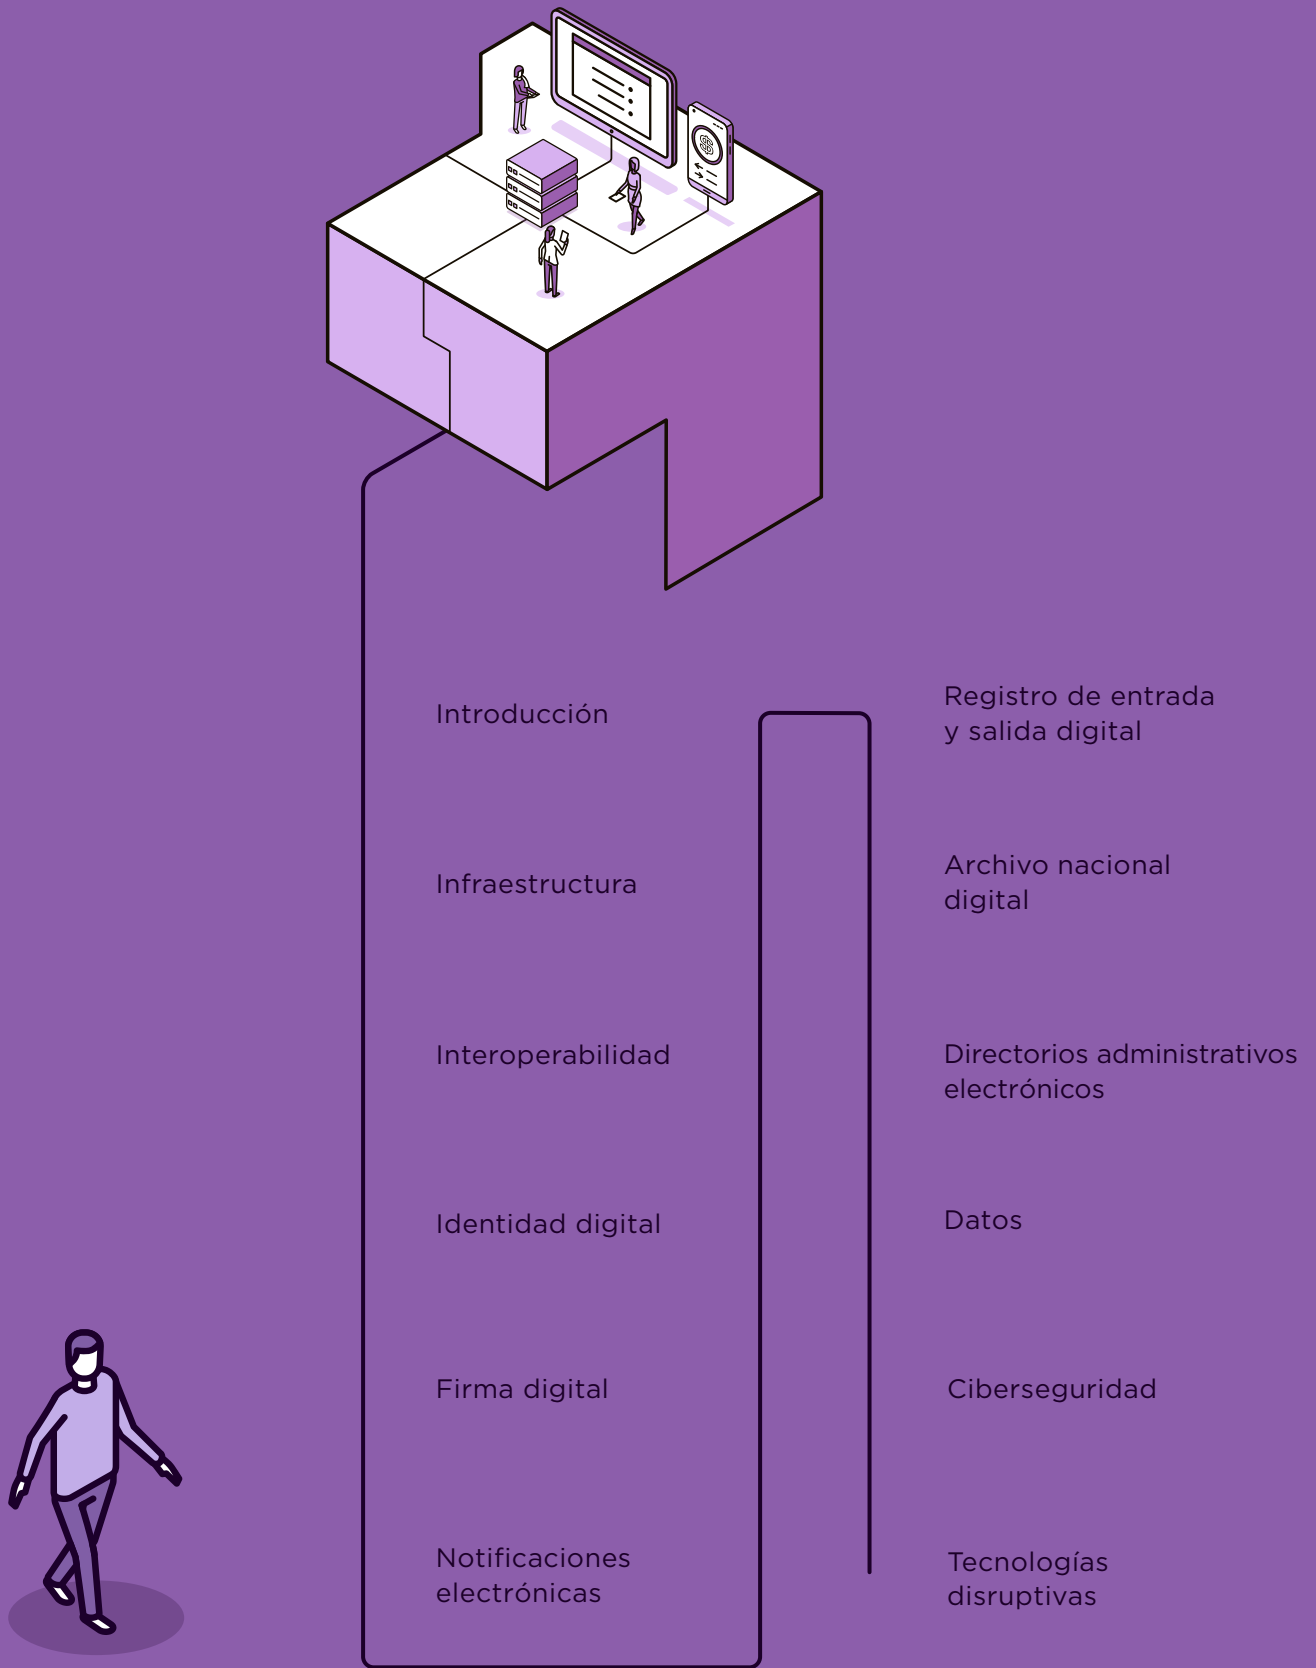 Introducción
Infraestructura
Interoperabilidad
Identidad digital
Firma digital
Notificaciones
electrónicas
Registro de entrada
y salida digital
Archivo nacional
digital
Directorios administrativos
electrónicos
Datos
Ciberseguridad
Tecnologías
disruptivas